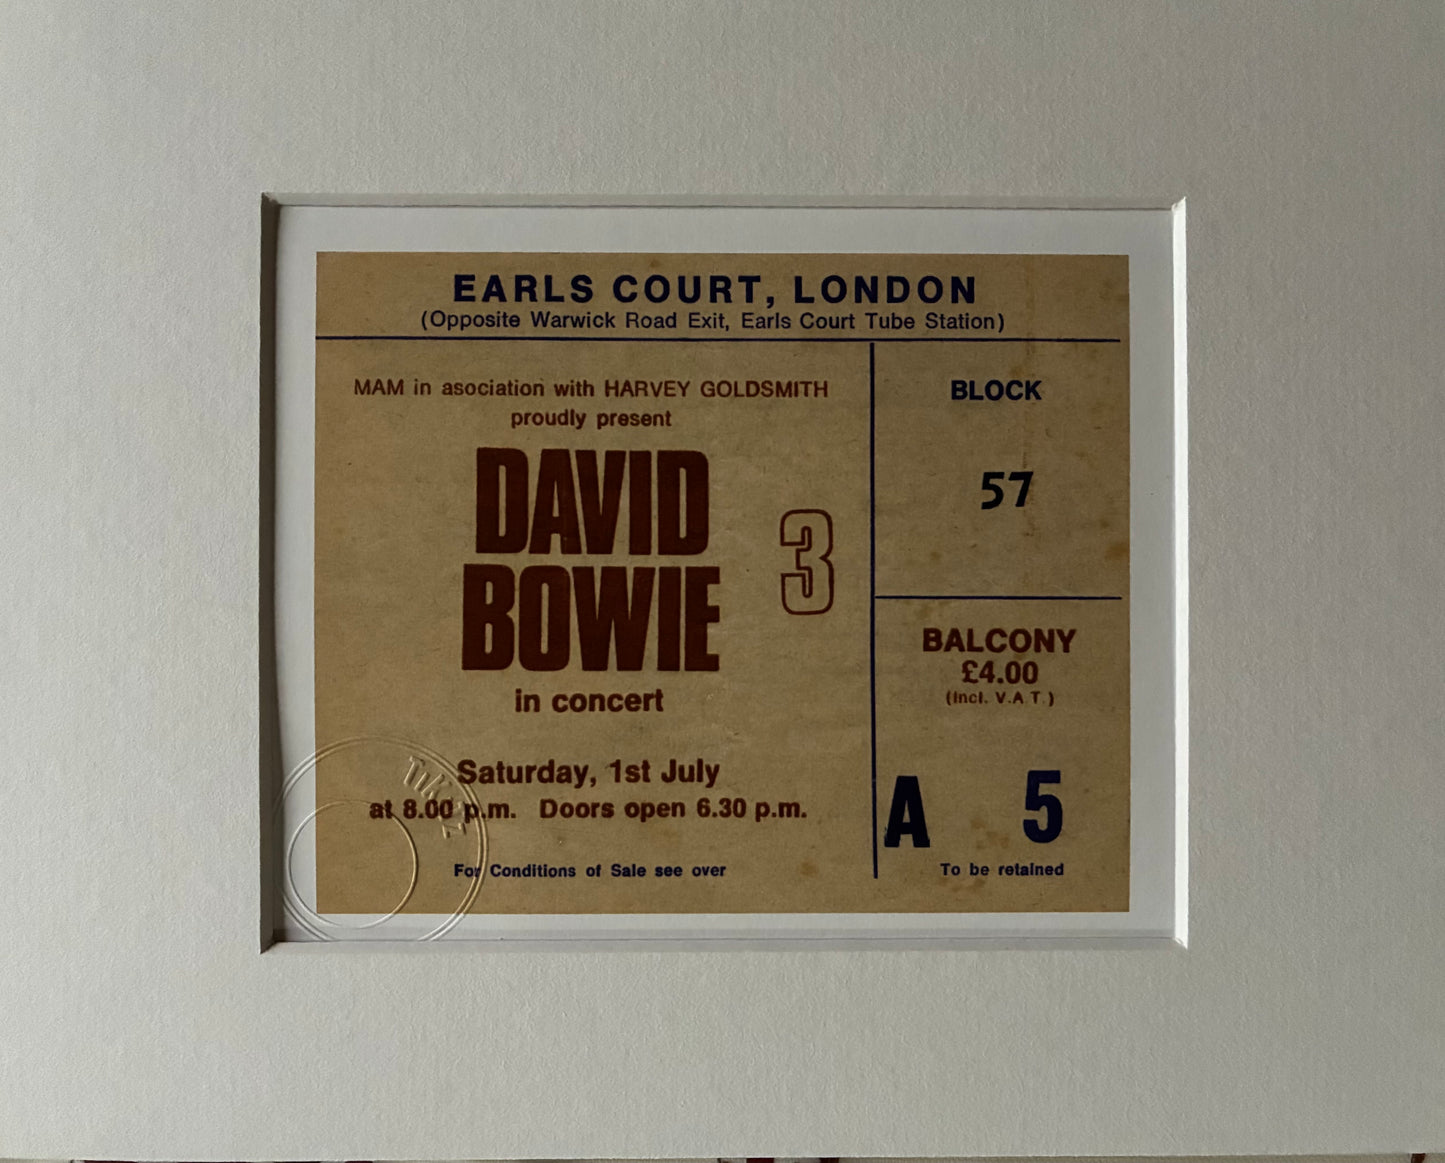 EARLS COURT, LONDON
(Opposite Warwick Road Exit, Earls Court Tube Station)
MAM in asociation with HARVEY GOLDSMITH
proudly present
DAVID
BOWIE
in concert
3
Saturday, 1st July
at 8.00 p.m. Doors open 6.30 p.m.
For Conditions of Sale see over
BLOCK
57
BALCONY
£4.00
(Incl. V.A.T.)
A 5
To be retained